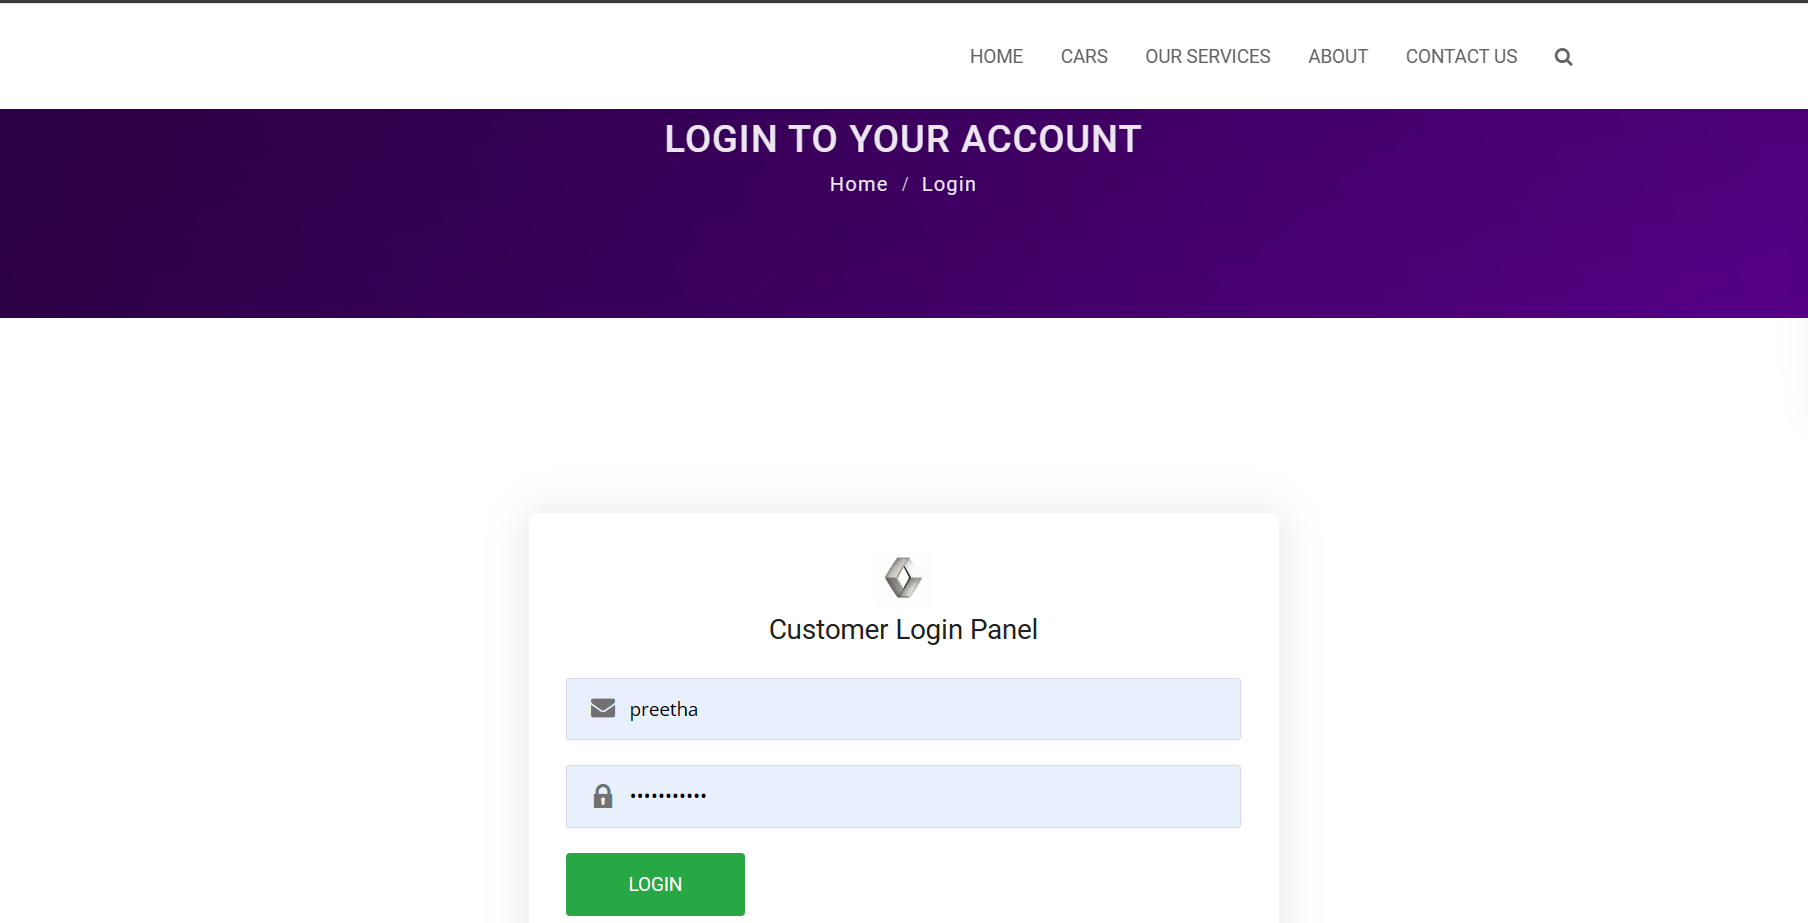 HOME CARS OUR SERVICES ABOUT CONTACT US
LOGIN TO YOUR ACCOUNT
Home / Login
Customer Login Panel
preetha
•••••••••••
LOGIN